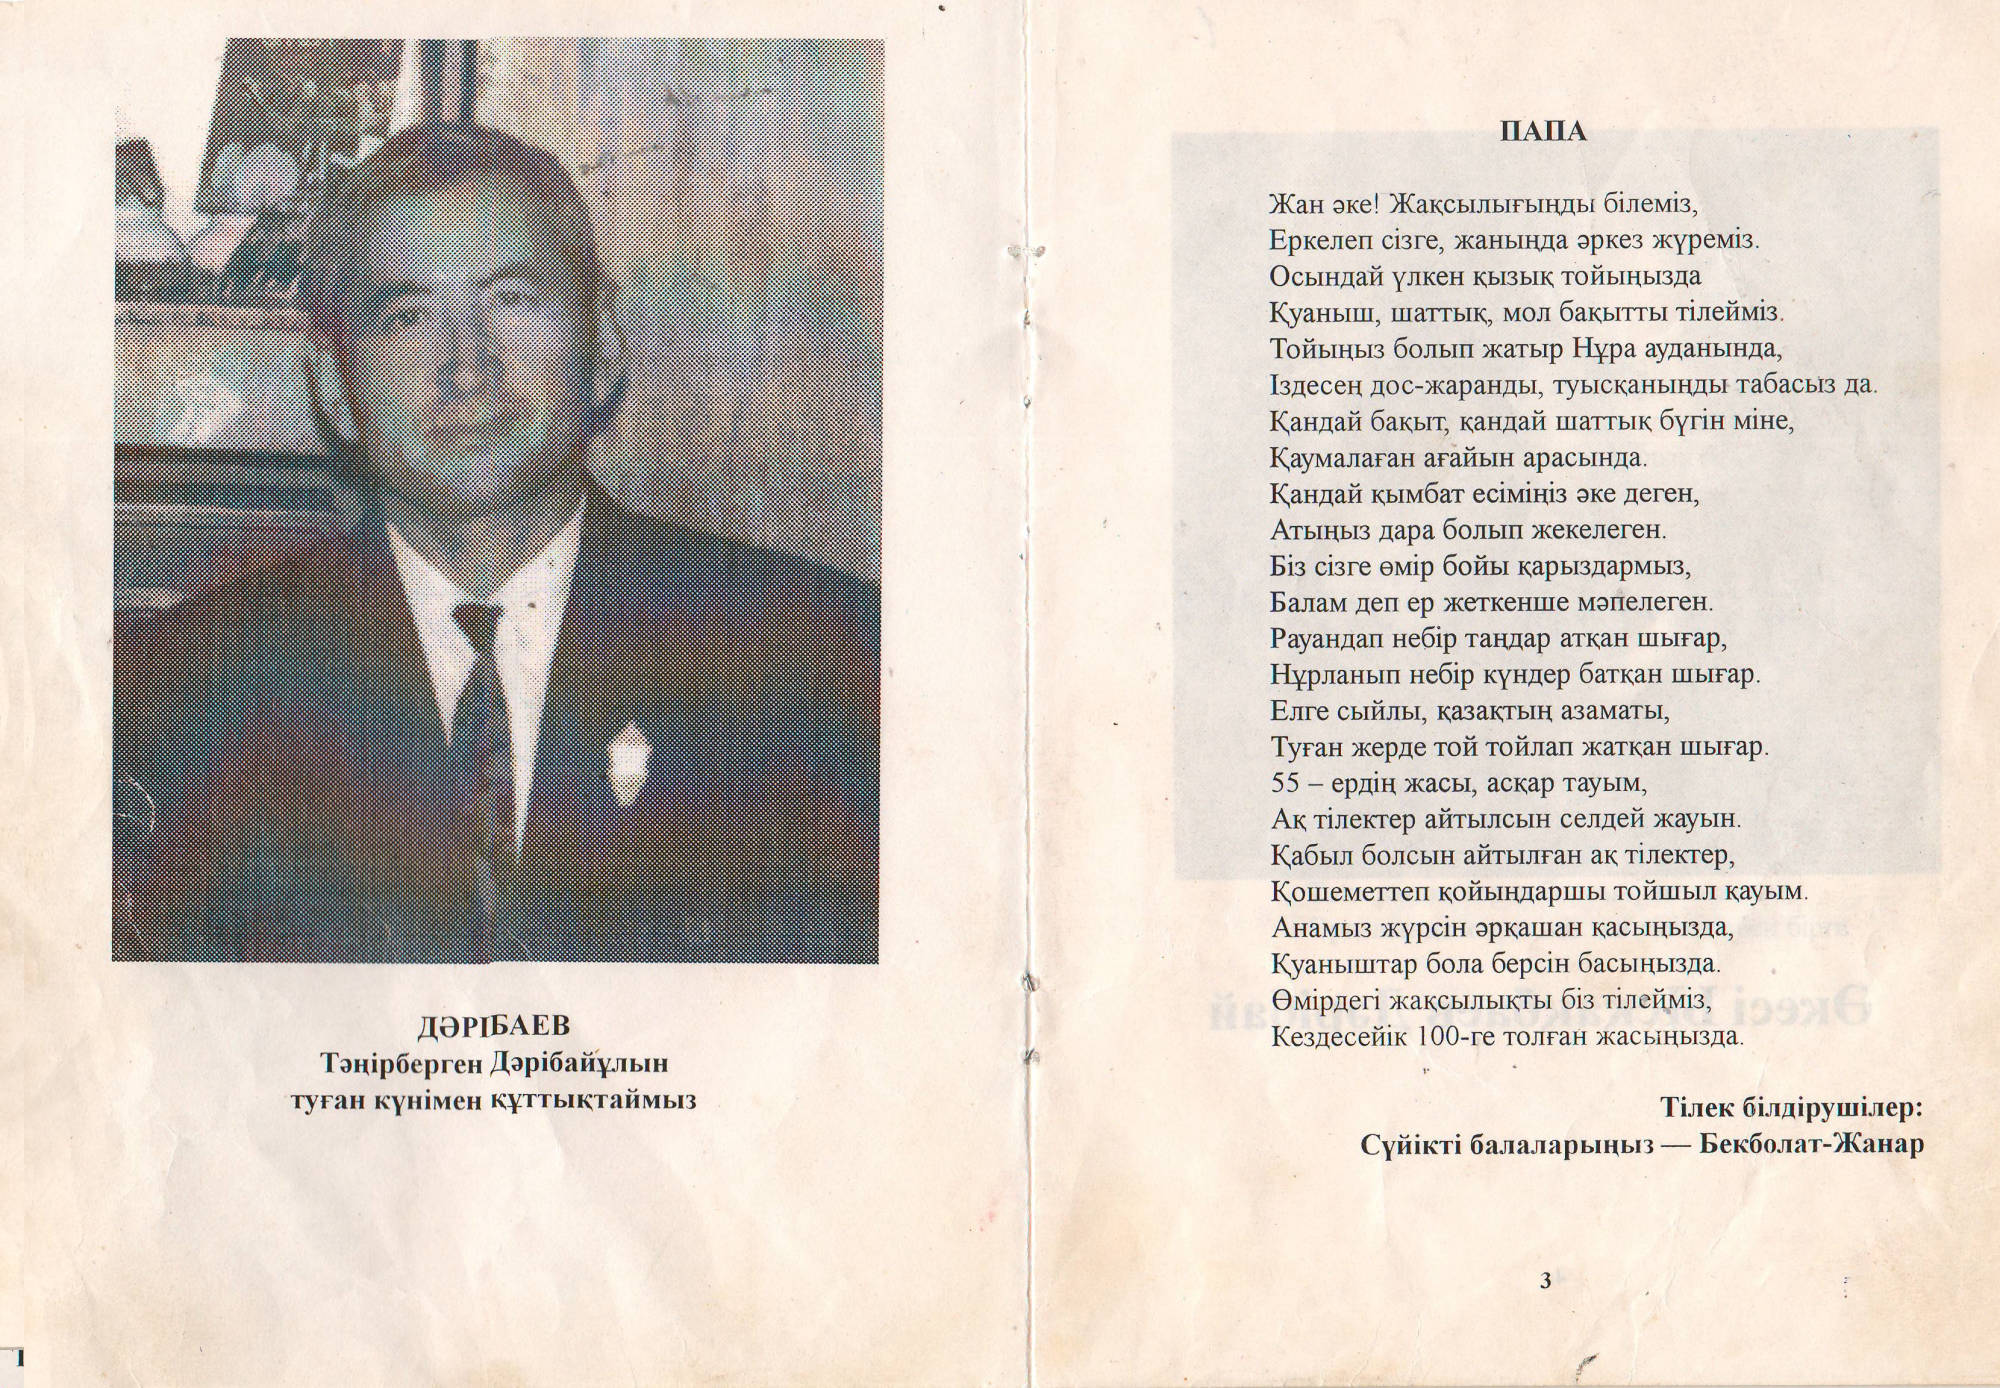 ДӘРІБАЕВ
Тәңірберген Дәрібайұлын
туған күнімен құттықтаймыз
ПАПА
Жан әке! Жақсылығыңды білеміз,
Еркелеп сізге, жаныңда әркез жүреміз.
Осындай үлкен қызық тойыңызда
Қуаныш, шаттық, мол бақытты тілейміз.
Тойыңыз болып жатыр Нұра ауданында,
Іздесең дос-жаранды, туысқаныңды табасыз да.
Қандай бақыт, қандай шаттық бүгін міне,
Қаумалаған ағайын арасында.
Қандай қымбат есіміңіз әке деген,
Атыңыз дара болып жекелеген.
Біз сізге өмір бойы қарыздармыз,
Балам деп ер жеткенше мәпелеген.
Рауандап небір таңдар атқан шығар,
Нұрланып небір күндер батқан шығар.
Елге сыйлы, қазақтың азаматы,
Туған жерде той тойлап жатқан шығар.
55 – ердің жасы, асқар тауым,
Ақ тілектер айтылсын селдей жауын.
Қабыл болсын айтылған ақ тілектер,
Қошеметтеп қойыңдаршы тойшыл қауым.
Анамыз жүрсін әрқашан қасыңызда,
Қуаныштар бола берсін басыңызда.
Өмірдегі жақсылықты біз тілейміз,
Кездесейік 100-ге толған жасыңызда.
Тілек білдірушілер:
Сүйікті балаларыңыз — Бекболат-Жанар
3